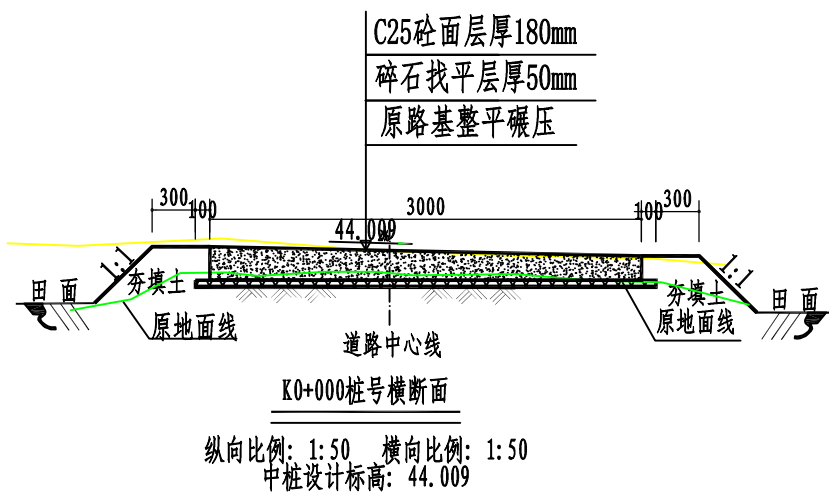 C25砼面层厚180mm
碎石找平层厚50mm
原路基整平碾压
300 100 3000 100 300
44.009
1:1 1:1
田 面 夯填土 夯填土 田 面
原地面线 原地面线
道路中心线
K0+000桩号横断面
纵向比例: 1:50 横向比例: 1:50
中桩设计标高: 44.009